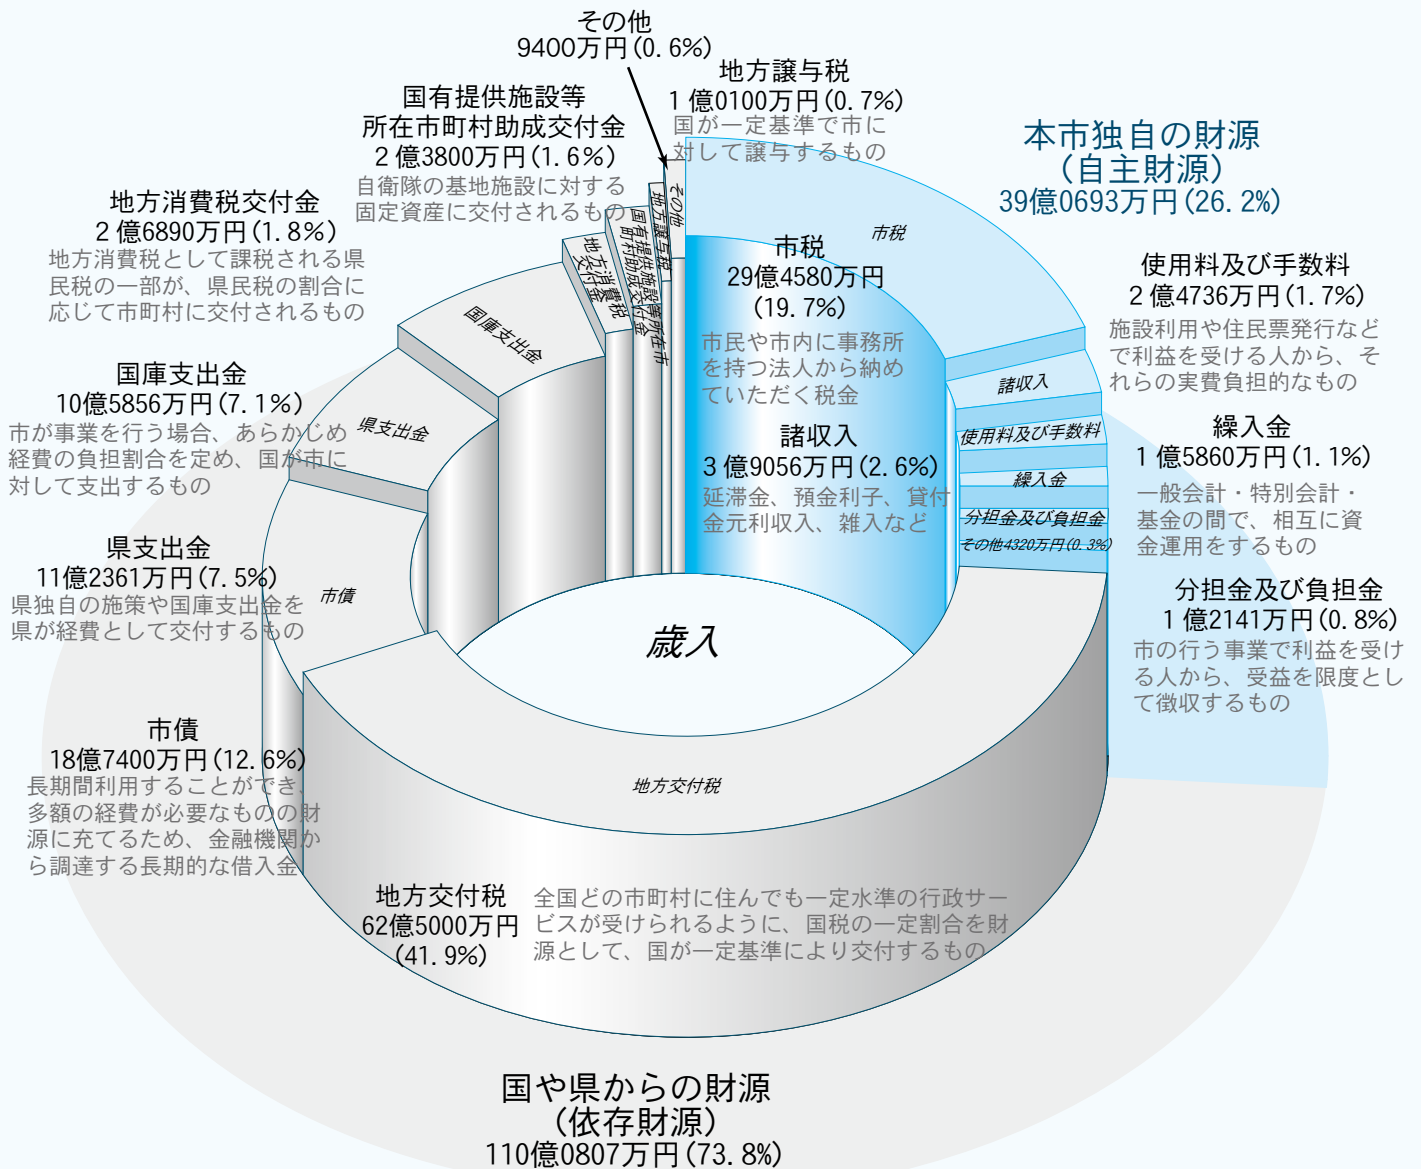 その他
9400万円(0.6%)
地方譲与税
1億0100万円(0.7%)
国が一定基準で市に
対して譲与するもの
国有提供施設等
所在市町村助成交付金
2億3800万円(1.6%)
自衛隊の基地施設に対する
固定資産に交付されるもの
本市独自の財源
(自主財源)
39億0693万円(26.2%)
地方消費税交付金
2億6890万円(1.8%)
地方消費税として課税される県
民税の一部が、県民税の割合に
応じて市町村に交付されるもの
国庫支出金
10億5856万円(7.1%)
市が事業を行う場合、あらかじめ
経費の負担割合を定め、国が市に
対して支出するもの
県支出金
11億2361万円(7.5%)
県独自の施策や国庫支出金を
県が経費として交付するもの
市債
18億7400万円(12.6%)
長期間利用することができ、
多額の経費が必要なものの財
源に充てるため、金融機関か
ら調達する長期的な借入金
市税
29億4580万円
(19.7%)
市民や市内に事務所
を持つ法人から納め
ていただく税金
諸収入
3億9056万円(2.6%)
延滞金、預金利子、貸付
金元利収入、雑入など
使用料及び手数料
2億4736万円(1.7%)
施設利用や住民票発行など
で利益を受ける人から、そ
れらの実費負担的なもの
繰入金
1億5860万円(1.1%)
一般会計・特別会計・
基金の間で、相互に資
金運用をするもの
分担金及び負担金
1億2141万円(0.8%)
市の行う事業で利益を受け
る人から、受益を限度とし
て徴収するもの
その他
地方譲与税
国有提供施設等所在市
町村助成交付金
地方消費税
交付金
国庫支出金
県支出金
市債
市税
諸収入
使用料及び手数料
繰入金
分担金及び負担金
その他4320万円(0.3%)
歳入
地方交付税
地方交付税
62億5000万円
(41.9%)
全国どの市町村に住んでも一定水準の行政サー
ビスが受けられるように、国税の一定割合を財
源として、国が一定基準により交付するもの
国や県からの財源
(依存財源)
110億0807万円(73.8%)